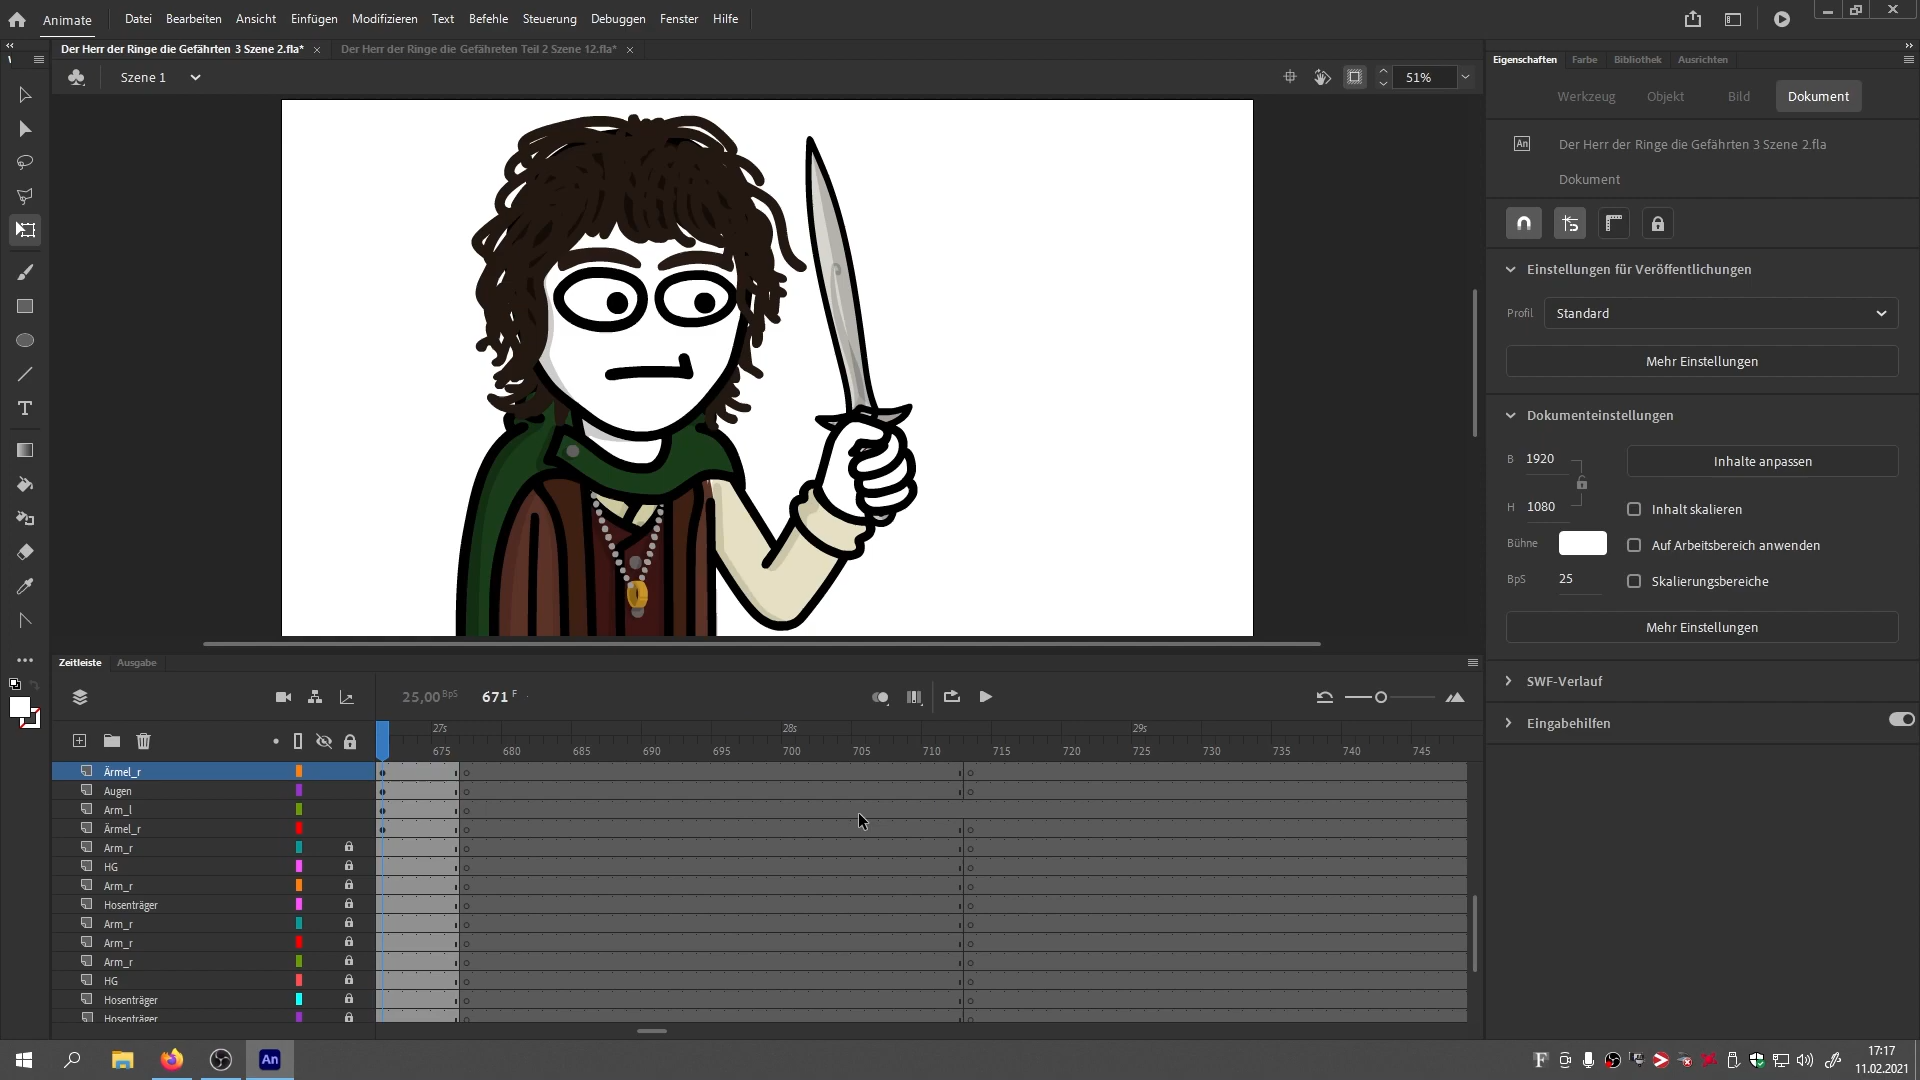 Animate
Datei Bearbeiten Ansicht Einfügen Modifizieren Text Befehle Steuerung Debuggen Fenster Hilfe
Der Herr der Ringe die Gefährten 3 Szene 2.fla* × Der Herr der Ringe die Gefähreten Teil 2 Szene 12.fla* ×
Szene 1
51%
Eigenschaften Farbe Bibliothek Ausrichten
Werkzeug Objekt Bild Dokument
An Der Herr der Ringe die Gefährten 3 Szene 2.fla
Dokument
Einstellungen für Veröffentlichungen
Profil Standard
Mehr Einstellungen
Dokumenteinstellungen
B 1920 Inhalte anpassen
H 1080 Inhalt skalieren
Bühne Auf Arbeitsbereich anwenden
BpS 25 Skalierungsbereiche
Mehr Einstellungen
SWF-Verlauf
Eingabehilfen
Zeitleiste Ausgabe
25,00 BpS 671 F
27s 28s 29s
675 680 685 690 695 700 705 710 715 720 725 730 735 740 745
Ärmel_r
Augen
Arm_l
Ärmel_r
Arm_r
HG
Arm_r
Hosenträger
Arm_r
Arm_r
Arm_r
HG
Hosenträger
Hosenträger
An
17:17
11.02.2021